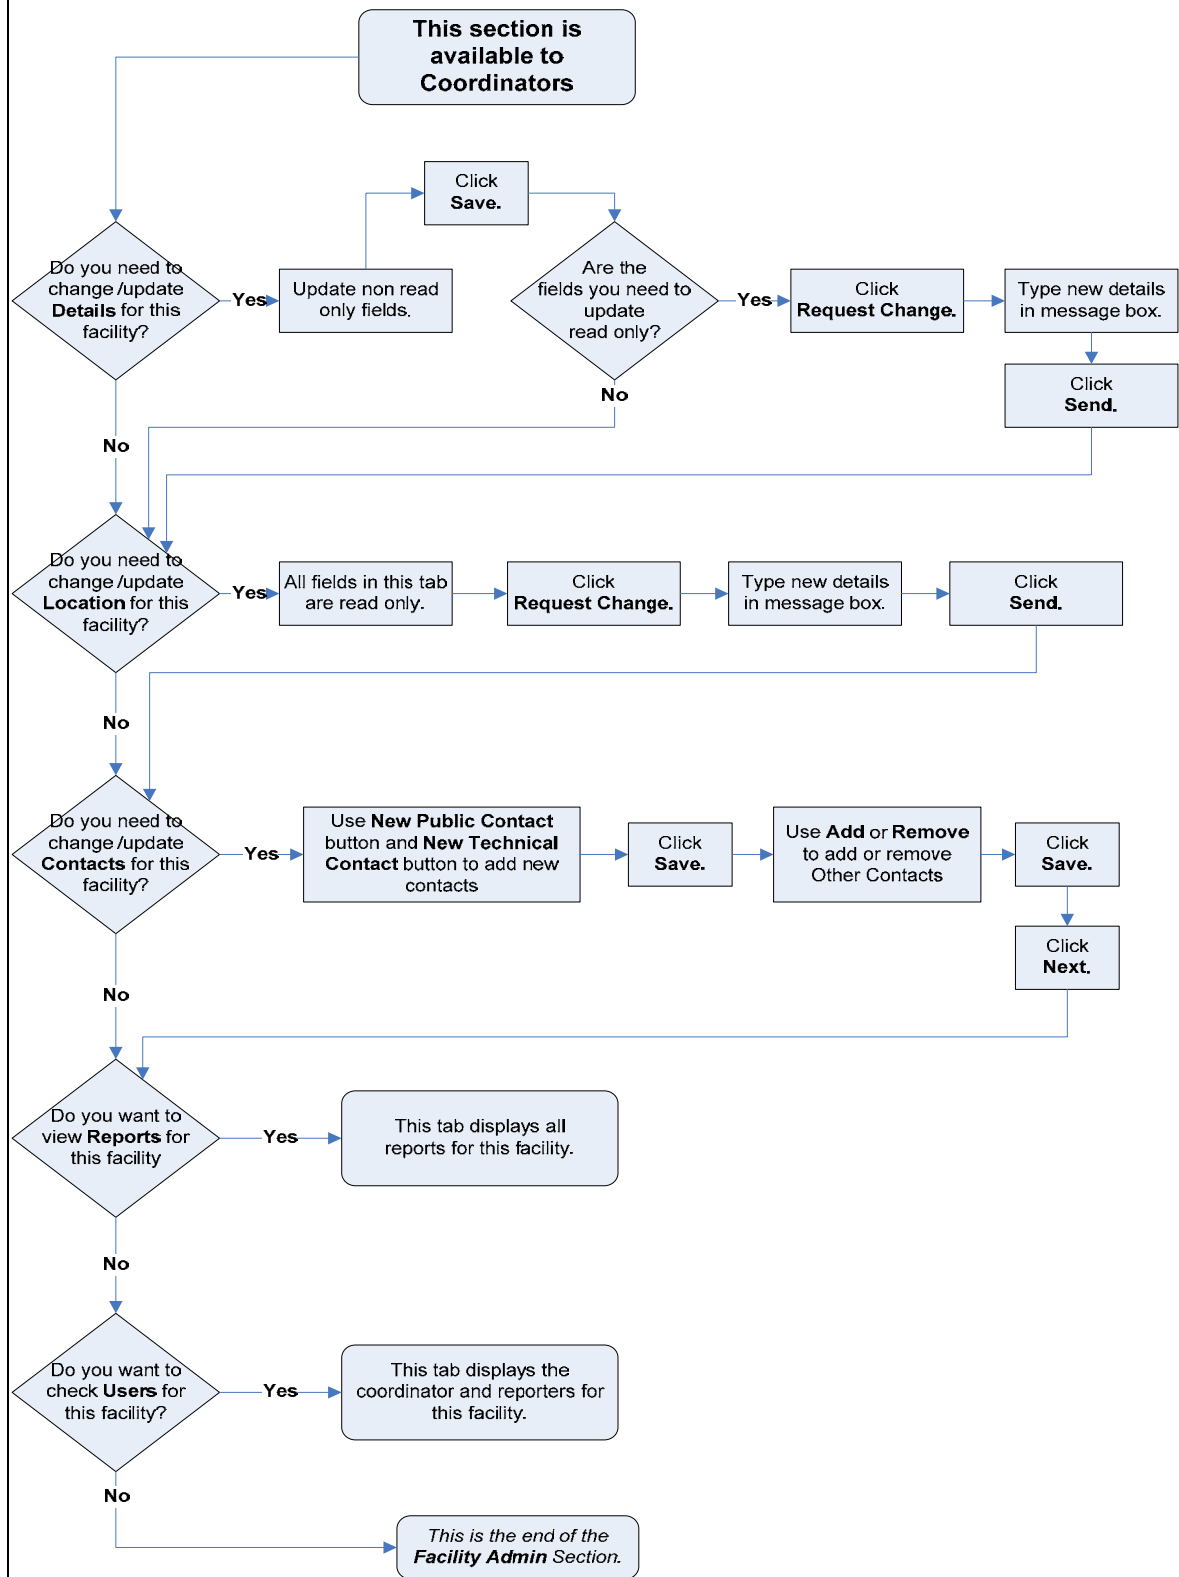 This section is
available to
Coordinators
Click
Save.
Do you need to
change /update
Details for this
facility?
Yes
Update non read
only fields.
Are the
fields you need to
update
read only?
Yes
Click
Request Change.
Type new details
in message box.
Click
Send.
No
No
Do you need to
change /update
Location for this
facility?
Yes
All fields in this tab
are read only.
Click
Request Change.
Type new details
in message box.
Click
Send.
No
Do you need to
change /update
Contacts for this
facility?
Yes
Use New Public Contact
button and New Technical
Contact button to add new
contacts
Click
Save.
Use Add or Remove
to add or remove
Other Contacts
Click
Save.
Click
Next.
No
Do you want to
view Reports for
this facility
Yes
This tab displays all
reports for this facility.
No
Do you want to
check Users for
this facility?
Yes
This tab displays the
coordinator and reporters for
this facility.
No
This is the end of the
Facility Admin Section.